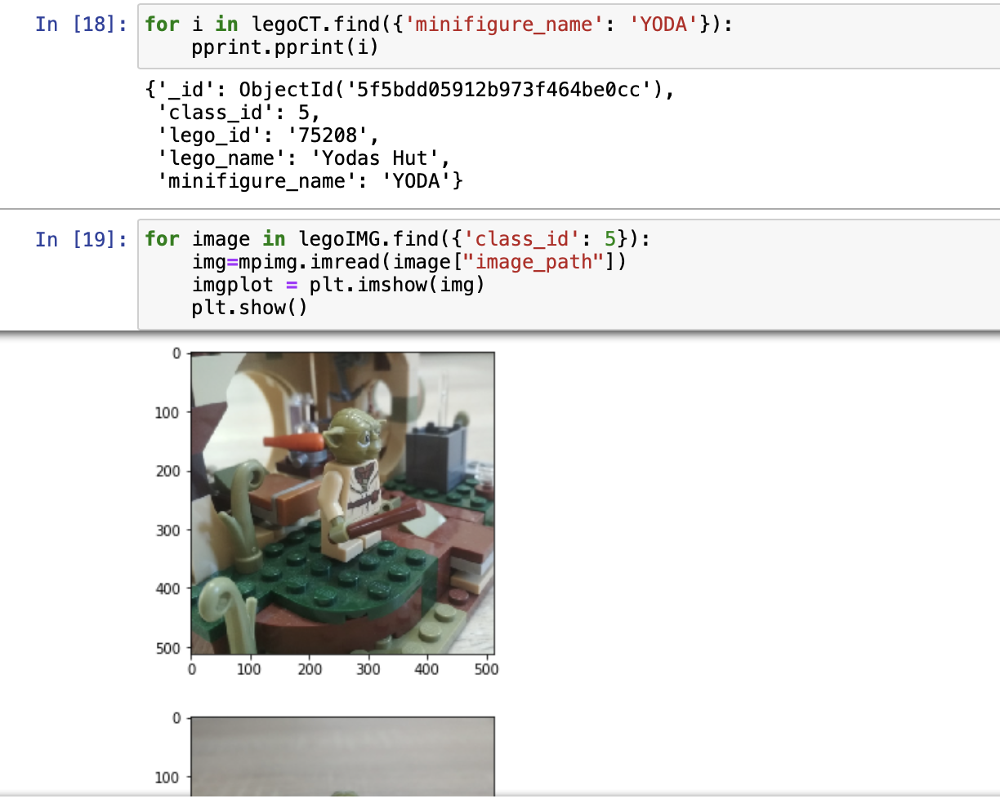 In [18]: for i in legoCT.find({'minifigure_name': 'YODA'}):
    pprint.pprint(i)
{'_id': ObjectId('5f5bdd05912b973f464be0cc'),
 'class_id': 5,
 'lego_id': '75208',
 'lego_name': 'Yodas Hut',
 'minifigure_name': 'YODA'}
In [19]: for image in legoIMG.find({'class_id': 5}):
    img=mpimg.imread(image["image_path"])
    imgplot = plt.imshow(img)
    plt.show()
0
100
200
300
400
500
0 100 200 300 400 500
0
100